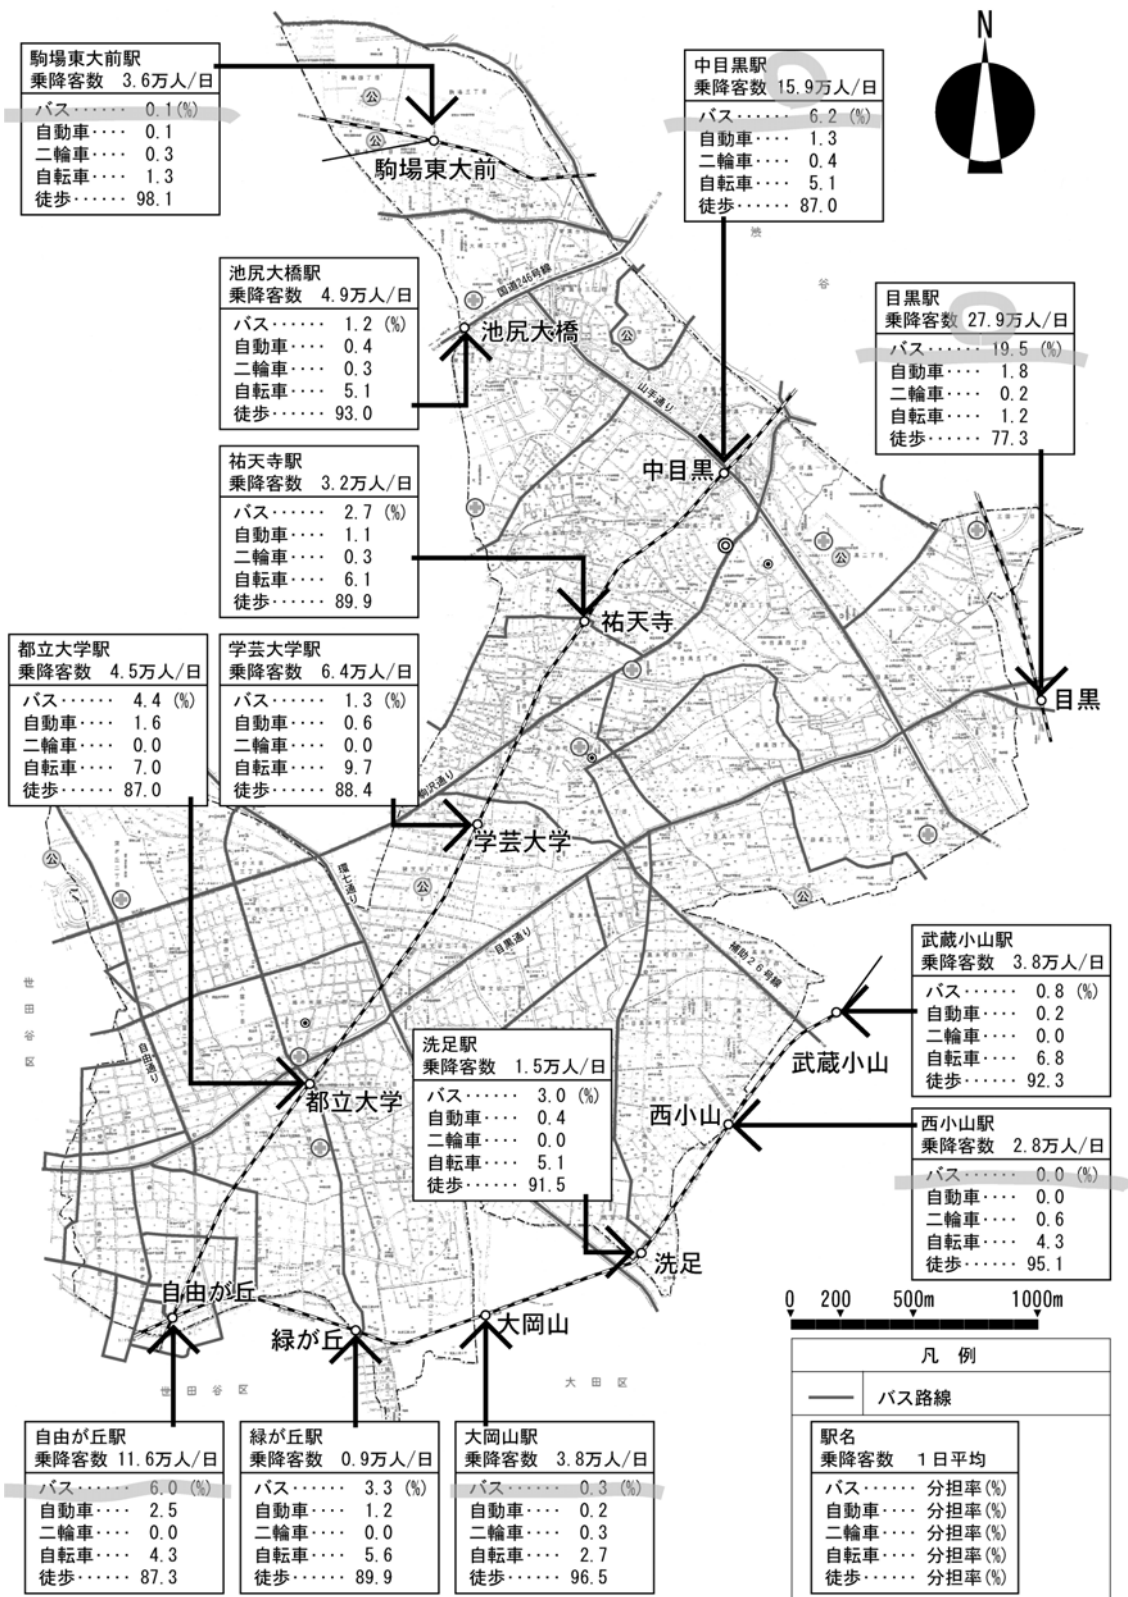 駒場東大前駅
乗降客数 3.6万人/日
バス‥‥‥ 0.1(%)
自動車‥‥ 0.1
二輪車‥‥ 0.3
自転車‥‥ 1.3
徒歩‥‥‥ 98.1
駒場東大前
N
中目黒駅
乗降客数 15.9万人/日
バス‥‥‥ 6.2 (%)
自動車‥‥ 1.3
二輪車‥‥ 0.4
自転車‥‥ 5.1
徒歩‥‥‥ 87.0
渋
谷
池尻大橋駅
乗降客数 4.9万人/日
バス‥‥‥ 1.2 (%)
自動車‥‥ 0.4
二輪車‥‥ 0.3
自転車‥‥ 5.1
徒歩‥‥‥ 93.0
国道246号線
池尻大橋
目黒駅
乗降客数 27.9万人/日
バス‥‥‥ 19.5 (%)
自動車‥‥ 1.8
二輪車‥‥ 0.2
自転車‥‥ 1.2
徒歩‥‥‥ 77.3
山手通り
中目黒
祐天寺駅
乗降客数 3.2万人/日
バス‥‥‥ 2.7 (%)
自動車‥‥ 1.1
二輪車‥‥ 0.3
自転車‥‥ 6.1
徒歩‥‥‥ 89.9
祐天寺
目黒
都立大学駅
乗降客数 4.5万人/日
バス‥‥‥ 4.4 (%)
自動車‥‥ 1.6
二輪車‥‥ 0.0
自転車‥‥ 7.0
徒歩‥‥‥ 87.0
学芸大学駅
乗降客数 6.4万人/日
バス‥‥‥ 1.3 (%)
自動車‥‥ 0.6
二輪車‥‥ 0.0
自転車‥‥ 9.7
徒歩‥‥‥ 88.4
駒沢通り
学芸大学
環七通り
目黒通り
補助26号線
自由通り
世田谷区
武蔵小山駅
乗降客数 3.8万人/日
バス‥‥‥ 0.8 (%)
自動車‥‥ 0.2
二輪車‥‥ 0.0
自転車‥‥ 6.8
徒歩‥‥‥ 92.3
武蔵小山
洗足駅
乗降客数 1.5万人/日
バス‥‥‥ 3.0 (%)
自動車‥‥ 0.4
二輪車‥‥ 0.0
自転車‥‥ 5.1
徒歩‥‥‥ 91.5
都立大学
西小山
西小山駅
乗降客数 2.8万人/日
バス‥‥‥ 0.0 (%)
自動車‥‥ 0.0
二輪車‥‥ 0.6
自転車‥‥ 4.3
徒歩‥‥‥ 95.1
洗足
自由が丘
緑が丘
大岡山
世田谷区
大田区
0 200 500m 1000m
凡 例
バス路線
駅名
乗降客数 1日平均
バス‥‥‥ 分担率(%)
自動車‥‥ 分担率(%)
二輪車‥‥ 分担率(%)
自転車‥‥ 分担率(%)
徒歩‥‥‥ 分担率(%)
自由が丘駅
乗降客数 11.6万人/日
バス‥‥‥ 6.0 (%)
自動車‥‥ 2.5
二輪車‥‥ 0.0
自転車‥‥ 4.3
徒歩‥‥‥ 87.3
緑が丘駅
乗降客数 0.9万人/日
バス‥‥‥ 3.3 (%)
自動車‥‥ 1.2
二輪車‥‥ 0.0
自転車‥‥ 5.6
徒歩‥‥‥ 89.9
大岡山駅
乗降客数 3.8万人/日
バス‥‥‥ 0.3 (%)
自動車‥‥ 0.2
二輪車‥‥ 0.3
自転車‥‥ 2.7
徒歩‥‥‥ 96.5